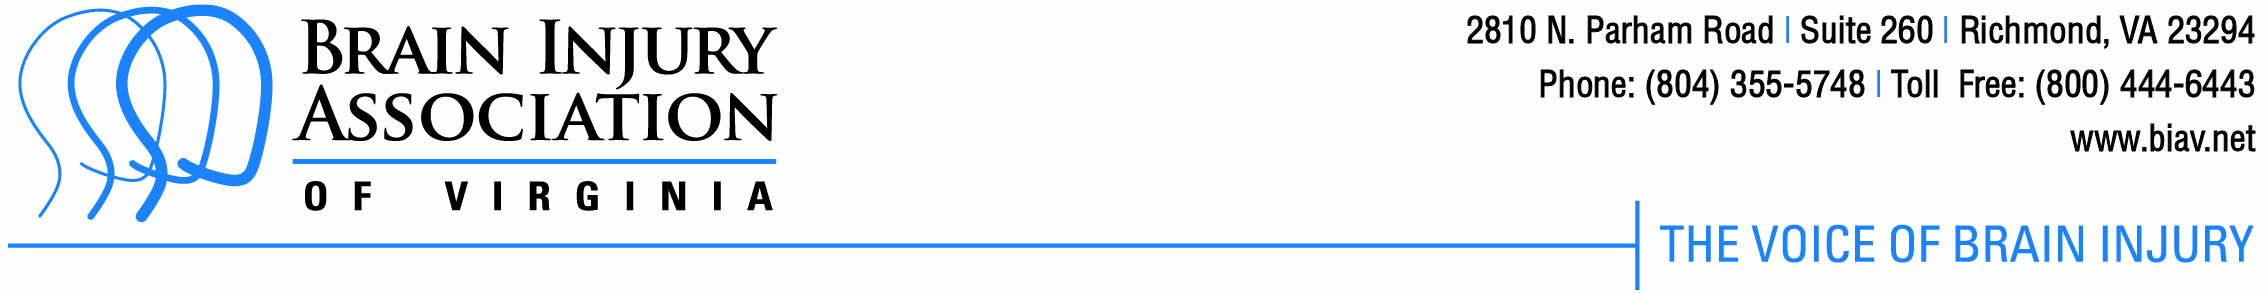 BRAIN INJURY
ASSOCIATION
OF VIRGINIA
2810 N. Parham Road | Suite 260 | Richmond, VA 23294
Phone: (804) 355-5748 | Toll Free: (800) 444-6443
www.biav.net
THE VOICE OF BRAIN INJURY